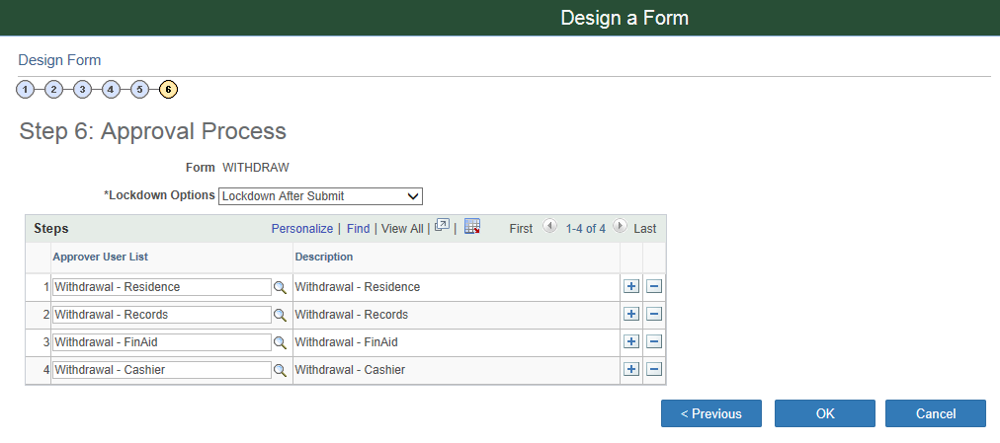 Design a Form
Design Form
1 2 3 4 5 6
Step 6: Approval Process
Form WITHDRAW
*Lockdown Options Lockdown After Submit
Steps Personalize | Find | View All | | First 1-4 of 4 Last
Approver User List Description
1 Withdrawal - Residence Withdrawal - Residence
2 Withdrawal - Records Withdrawal - Records
3 Withdrawal - FinAid Withdrawal - FinAid
4 Withdrawal - Cashier Withdrawal - Cashier
< Previous OK Cancel